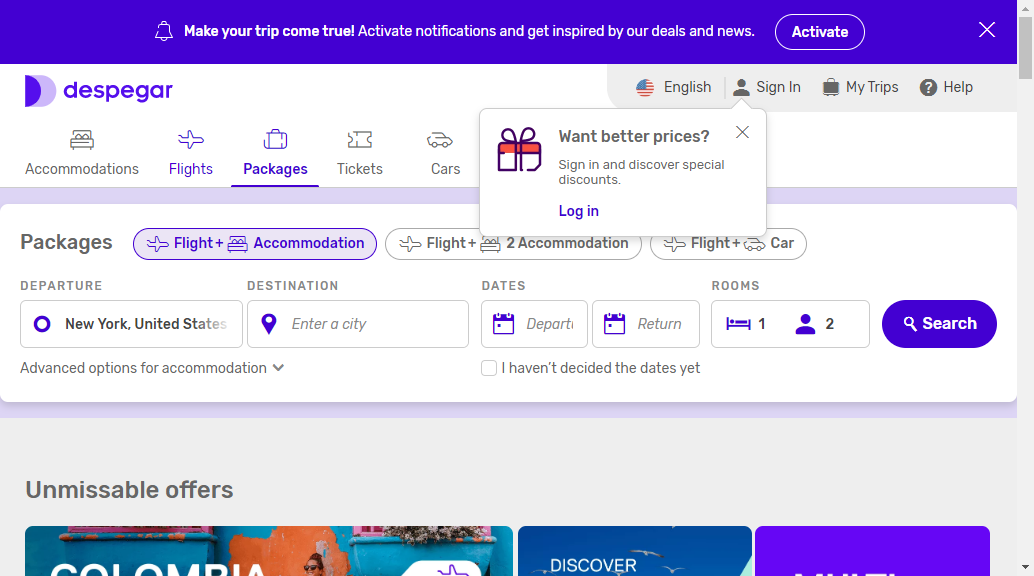 Make your trip come true! Activate notifications and get inspired by our deals and news.
Activate
despegar
English
Sign In
My Trips
Help
Accommodations
Flights
Packages
Tickets
Cars
Want better prices?
Sign in and discover special
discounts.
Log in
Packages
Flight + Accommodation
Flight + 2 Accommodation
Flight + Car
DEPARTURE
DESTINATION
DATES
ROOMS
New York, United States
Enter a city
Return
1
2
Search
Advanced options for accommodation
I haven't decided the dates yet
Unmissable offers
COLOMBIA
DISCOVER